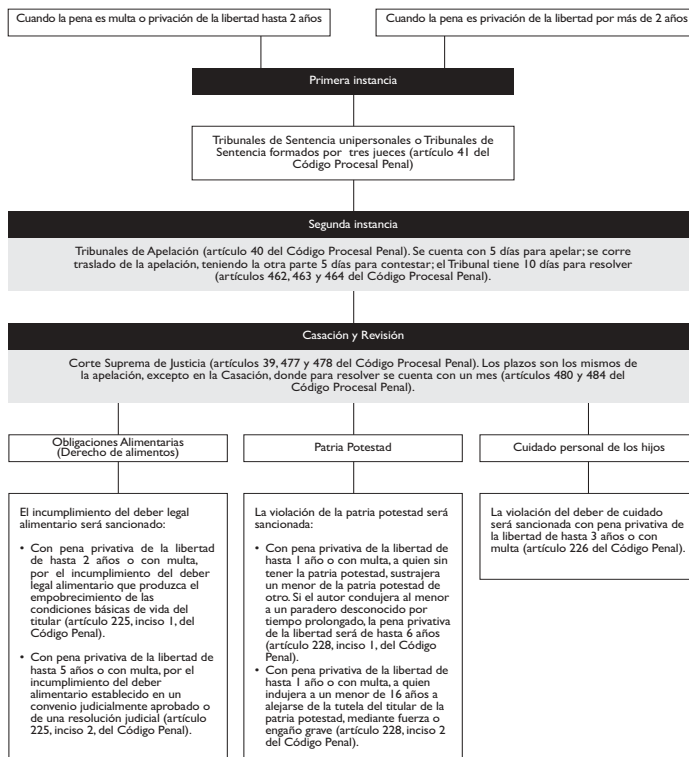 Cuando la pena es multa o privación de la libertad hasta 2 años
Cuando la pena es privación de la libertad por más de 2 años
Primera instancia
Tribunales de Sentencia unipersonales o Tribunales de
Sentencia formados por tres jueces (artículo 41 del
Código Procesal Penal)
Segunda instancia
Tribunales de Apelación (artículo 40 del Código Procesal Penal). Se cuenta con 5 días para apelar; se corre
traslado de la apelación, teniendo la otra parte 5 días para contestar; el Tribunal tiene 10 días para resolver
(artículos 462, 463 y 464 del Código Procesal Penal).
Casación y Revisión
Corte Suprema de Justicia (artículos 39, 477 y 478 del Código Procesal Penal). Los plazos son los mismos de
la apelación, excepto en la Casación, donde para resolver se cuenta con un mes (artículos 480 y 484 del
Código Procesal Penal).
Obligaciones Alimentarias
(Derecho de alimentos)
El incumplimiento del deber legal
alimentario será sancionado:
• Con pena privativa de la libertad
de hasta 2 años o con multa,
por el incumplimiento del deber
legal alimentario que produzca el
empobrecimiento de las
condiciones básicas de vida del
titular (artículo 225, inciso 1, del
Código Penal).
• Con pena privativa de la libertad de
hasta 5 años o con multa, por el
incumplimiento del deber
alimentario establecido en un
convenio judicialmente aprobado o
de una resolución judicial (artículo
225, inciso 2, del Código Penal).
Patria Potestad
La violación de la patria potestad será
sancionada:
• Con pena privativa de la libertad de
hasta 1 año o con multa, a quien sin
tener la patria potestad, sustrajera
un menor de la patria potestad de
otro. Si el autor condujera al menor
a un paradero desconocido por
tiempo prolongado, la pena privativa
de la libertad será de hasta 6 años
(artículo 228, inciso 1, del Código
Penal).
• Con pena privativa de la libertad de
hasta 1 año o con multa, a quien
indujera a un menor de 16 años a
alejarse de la tutela del titular de la
patria potestad, mediante fuerza o
engaño grave (artículo 228, inciso 2
del Código Penal).
Cuidado personal de los hijos
La violación del deber de cuidado
será sancionada con pena privativa de
la libertad de hasta 3 años o con
multa (artículo 226 del Código Penal).